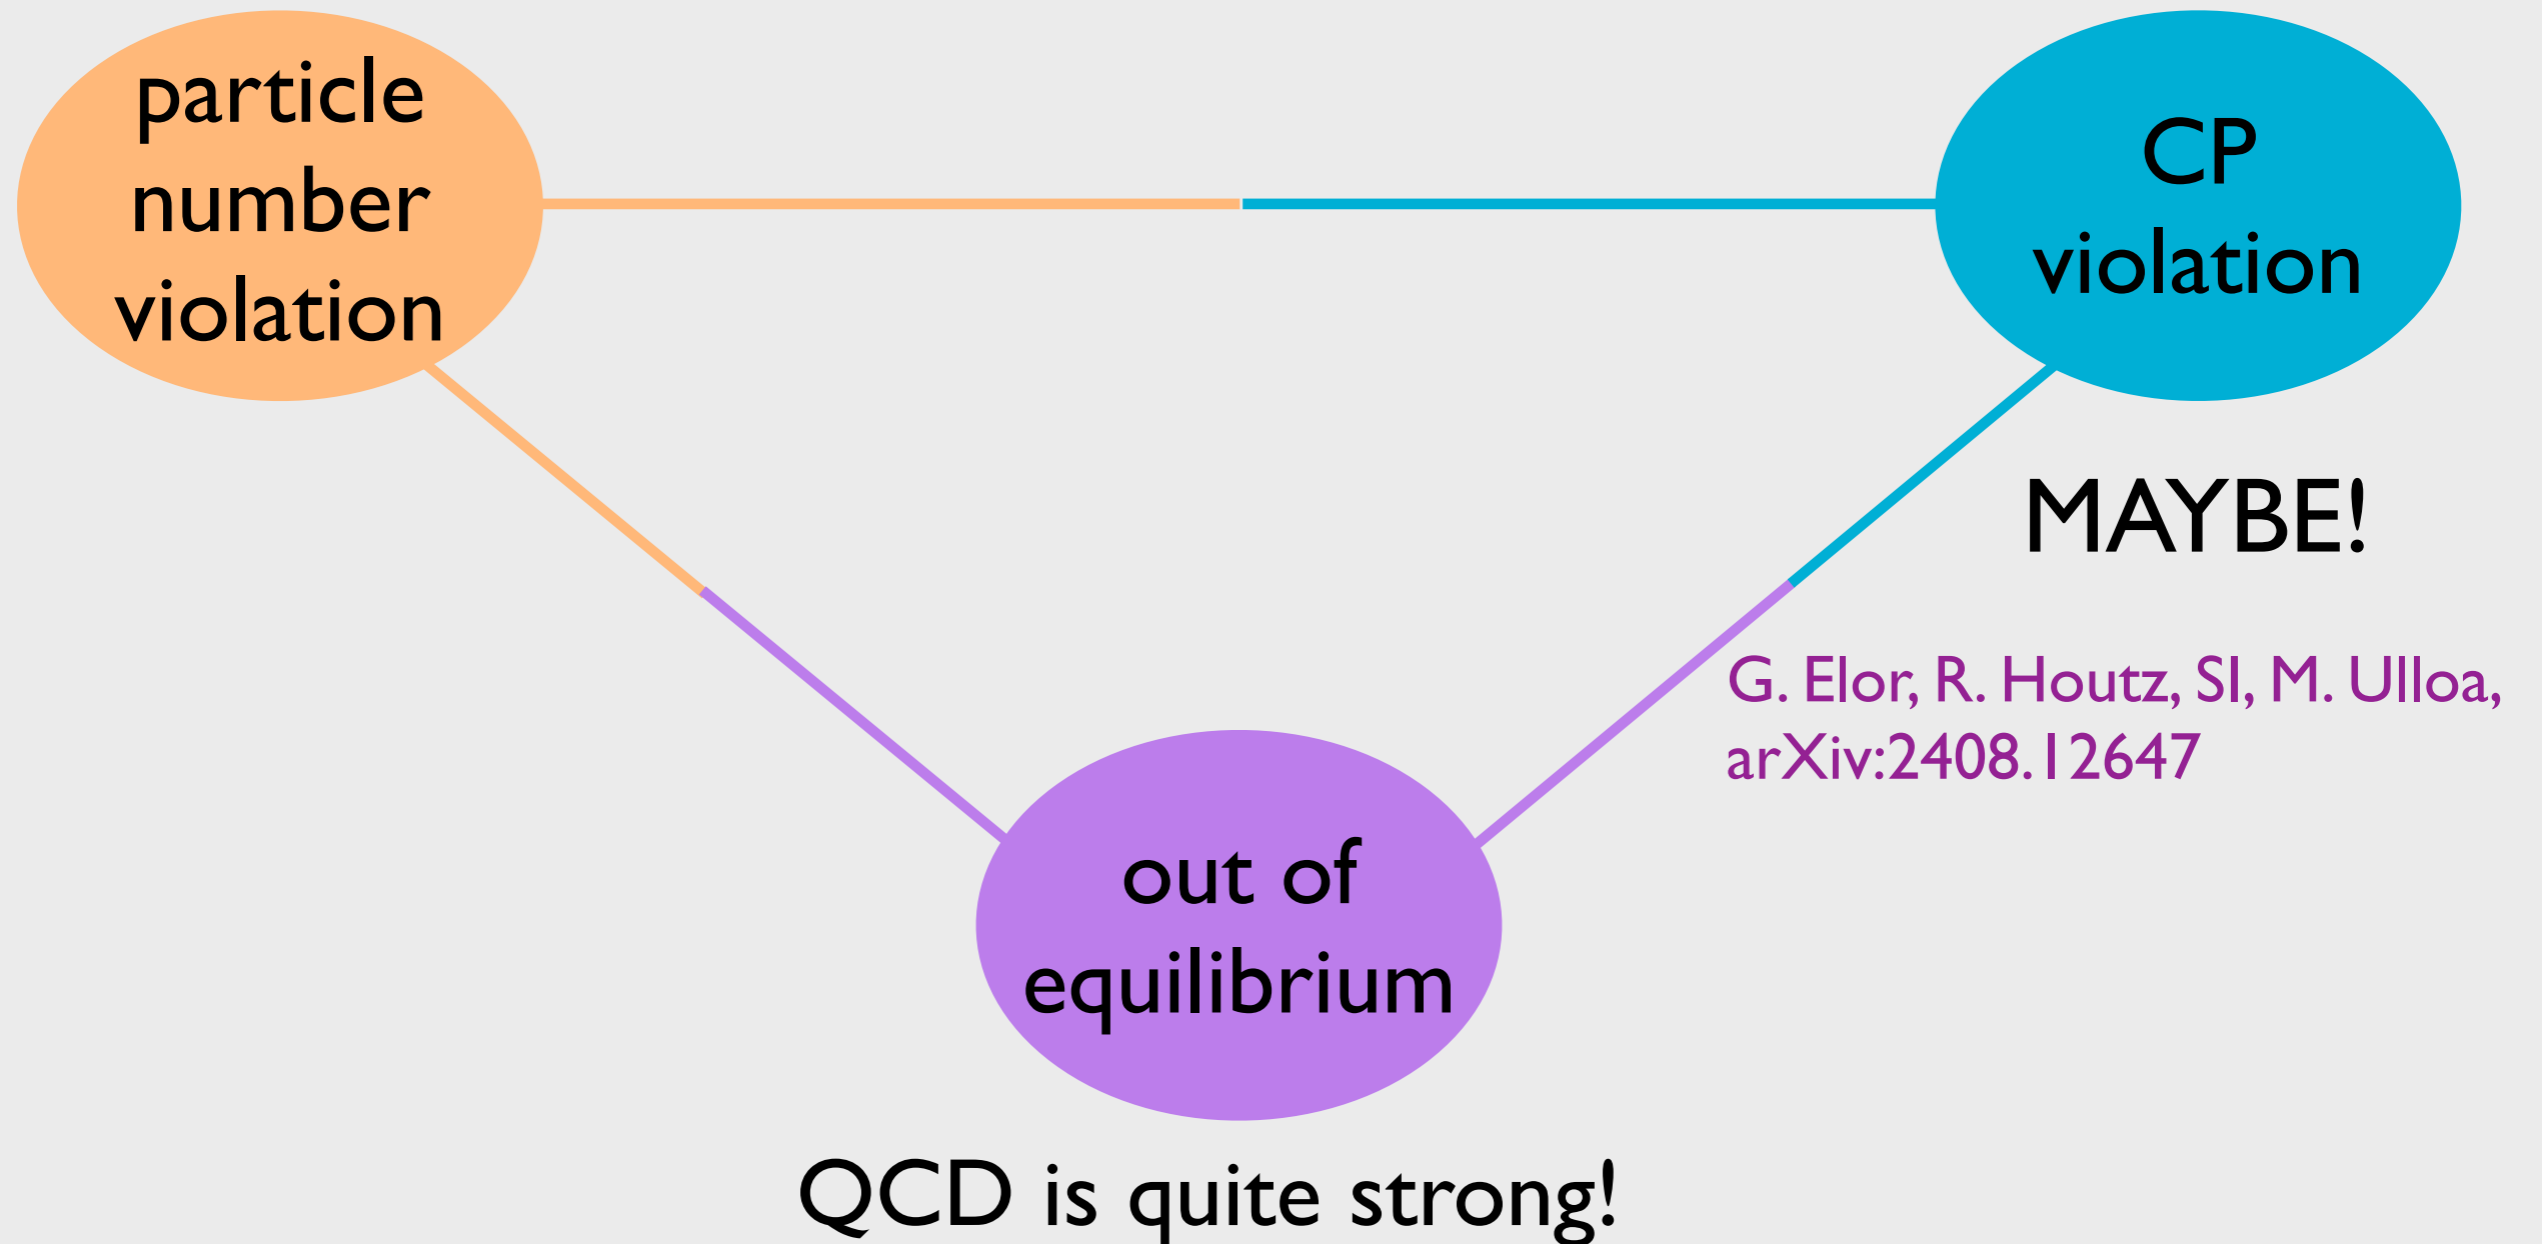 particle
number
violation
CP
violation
MAYBE!
G. Elor, R. Houtz, SI, M. Ulloa,
arXiv:2408.12647
out of
equilibrium
QCD is quite strong!